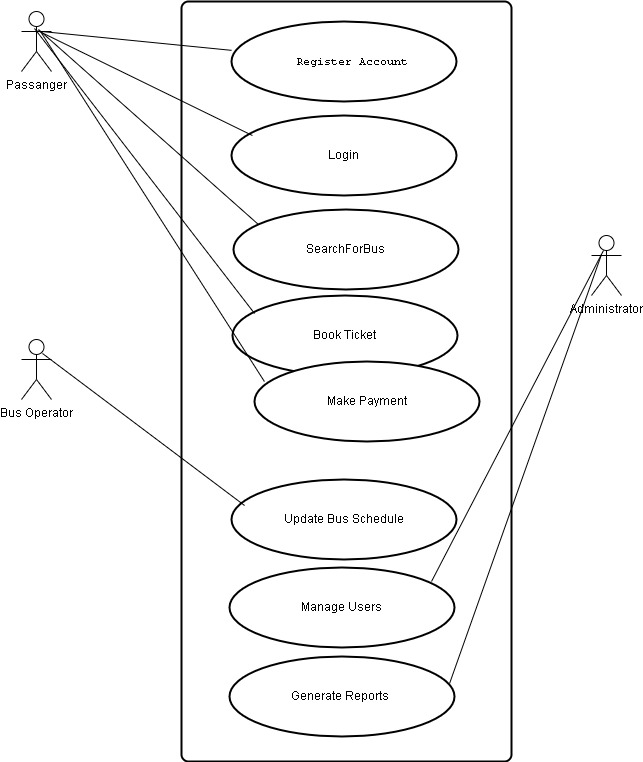 Register Account
Passanger
Login
SearchForBus
Administrator
Book Ticket
Make Payment
Bus Operator
Update Bus Schedule
Manage Users
Generate Reports